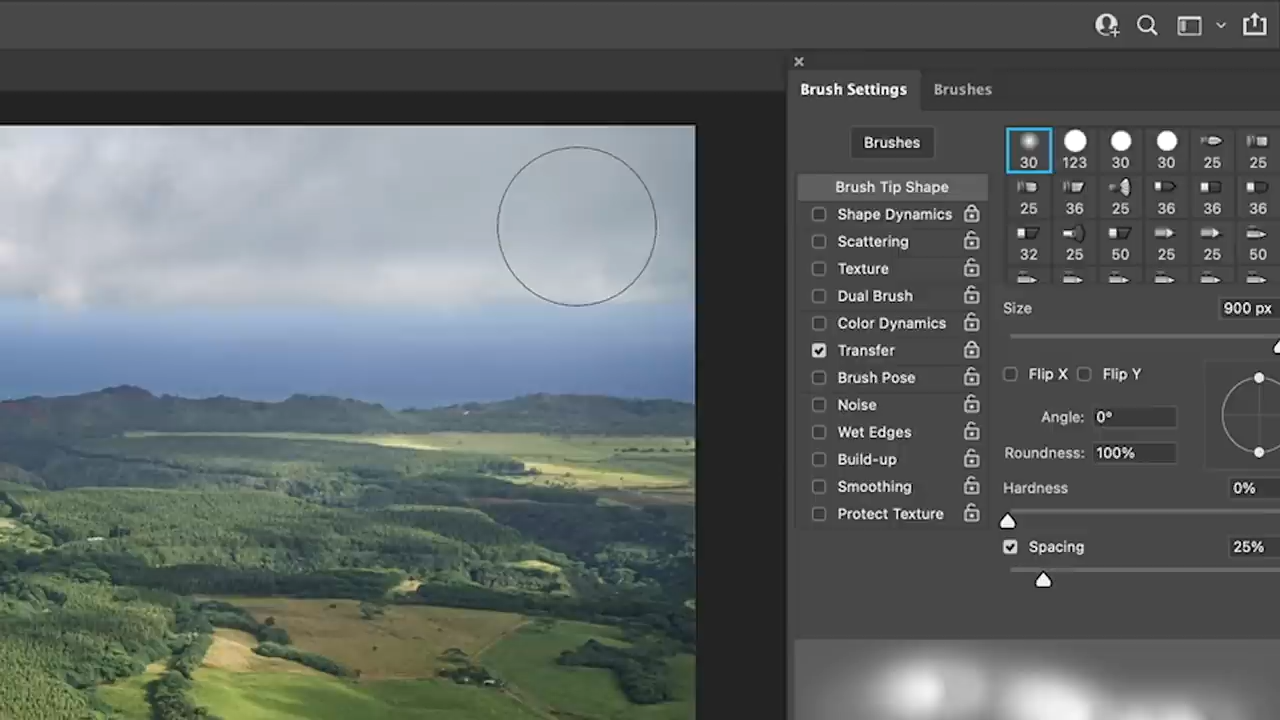 Brush Settings Brushes
Brushes
30 123 30 30 25 25
Brush Tip Shape
25 36 25 36 36 36
Shape Dynamics
Scattering
32 25 50 25 25 50
Texture
Dual Brush
Size 900 px
Color Dynamics
Transfer
Flip X Flip Y
Brush Pose
Noise
Angle: 0°
Wet Edges
Roundness: 100%
Build-up
Smoothing
Hardness 0%
Protect Texture
Spacing 25%